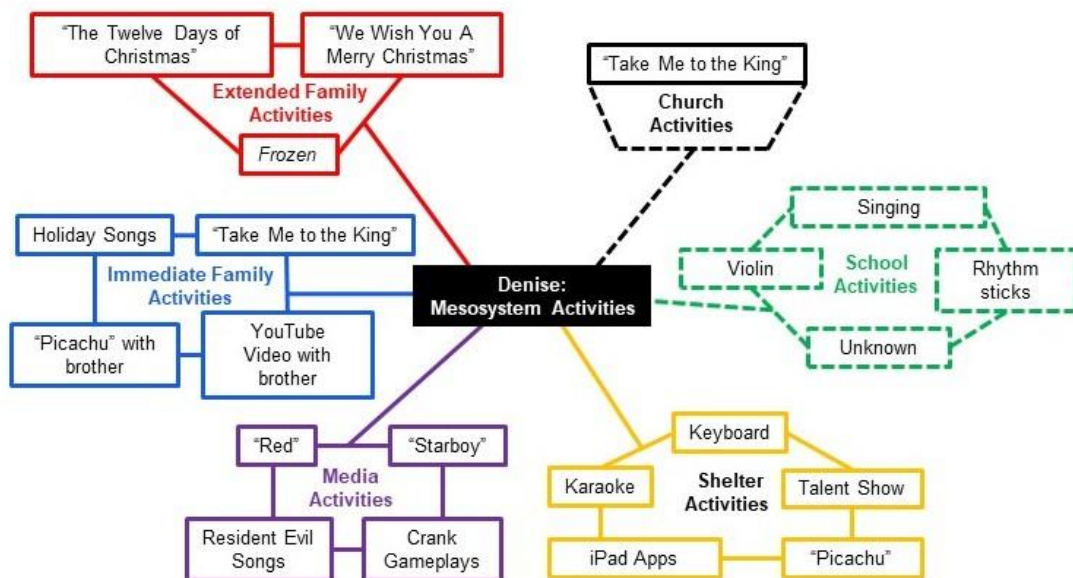 “The Twelve Days of
Christmas”
“We Wish You A
Merry Christmas”
Extended Family
Activities
Frozen
“Take Me to the King”
Church
Activities
Singing
Violin
School
Activities
Rhythm
sticks
Unknown
Holiday Songs
“Take Me to the King”
Immediate Family
Activities
“Picachu” with
brother
YouTube
Video with
brother
Denise:
Mesosystem Activities
“Red”
“Starboy”
Media
Activities
Resident Evil
Songs
Crank
Gameplays
Keyboard
Karaoke
Shelter
Activities
Talent Show
iPad Apps
“Picachu”